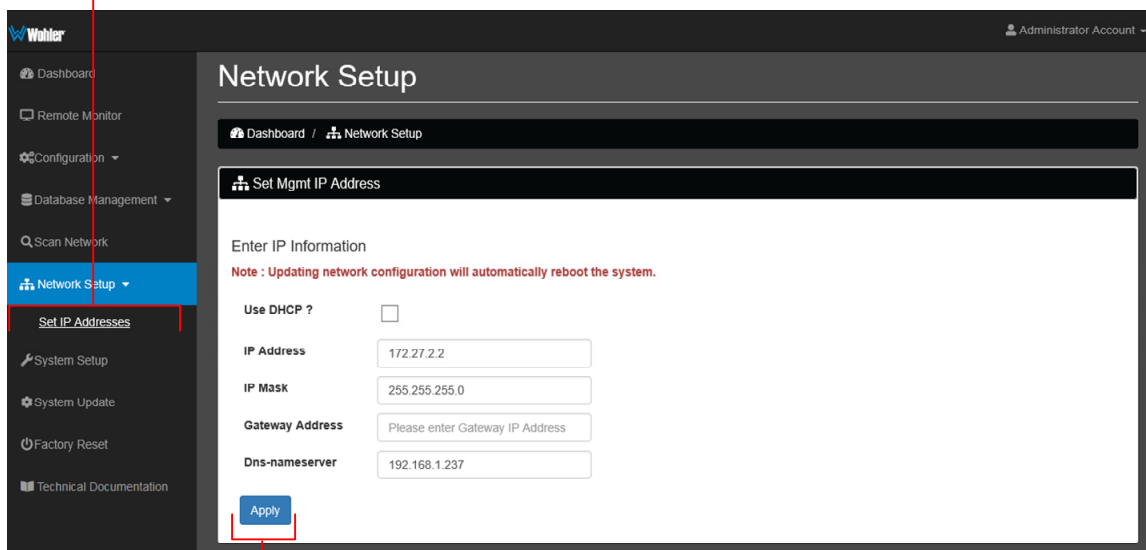 Wohler
Administrator Account
Dashboard
Network Setup
Remote Monitor
Dashboard / Network Setup
Configuration
Set Mgmt IP Address
Database Management
Scan Network
Enter IP Information
Note : Updating network configuration will automatically reboot the system.
Network Setup
Use DHCP ?
Set IP Addresses
IP Address 172.27.2.2
System Setup
IP Mask 255.255.255.0
System Update
Gateway Address Please enter Gateway IP Address
Factory Reset
Dns-nameserver 192.168.1.237
Technical Documentation
Apply